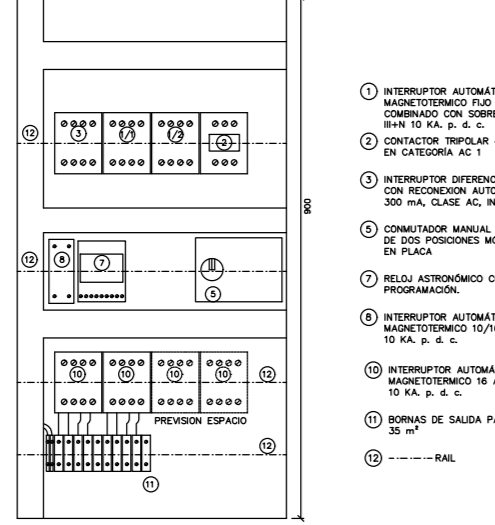 12
3
1/1
1/2
2
900
12
8
7
5
10
10
10
10
12
PREVISION ESPACIO
12
11
1 INTERRUPTOR AUTOMÁT
MAGNETOTERMICO FIJO
COMBINADO CON SOBRE
III+N 10 KA. p. d. c.
2 CONTACTOR TRIPOLAR
EN CATEGORÍA AC 1
3 INTERRUPTOR DIFERENC
CON RECONEXION AUTO
300 mA, CLASE AC, IN
5 CONMUTADOR MANUAL
DE DOS POSICIONES MO
EN PLACA
7 RELOJ ASTRONÓMICO C
PROGRAMACIÓN.
8 INTERRUPTOR AUTOMÁT
MAGNETOTERMICO 10/16
10 KA. p. d. c.
10 INTERRUPTOR AUTOMÁ
MAGNETOTERMICO 16 A
10 KA. p. d. c.
11 BORNAS DE SALIDA PA
35 m²
12 RAIL